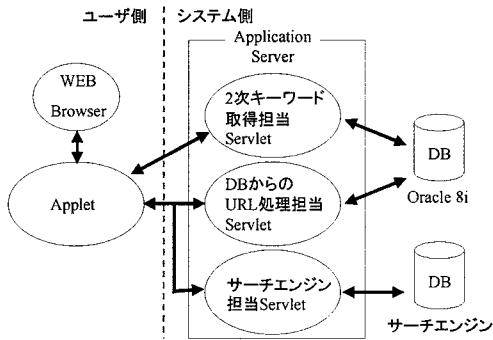 ユーザ側
システム側
Application
Server
WEB
Browser
2次キーワード
取得担当
Servlet
DB
Oracle 8i
Applet
DBからの
URL処理担当
Servlet
サーチエンジン
担当Servlet
DB
サーチエンジン